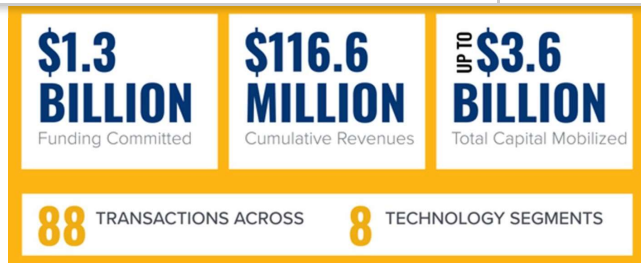 $1.3
BILLION
Funding Committed
$116.6
MILLION
Cumulative Revenues
UP TO $3.6
BILLION
Total Capital Mobilized
88 TRANSACTIONS ACROSS 8 TECHNOLOGY SEGMENTS